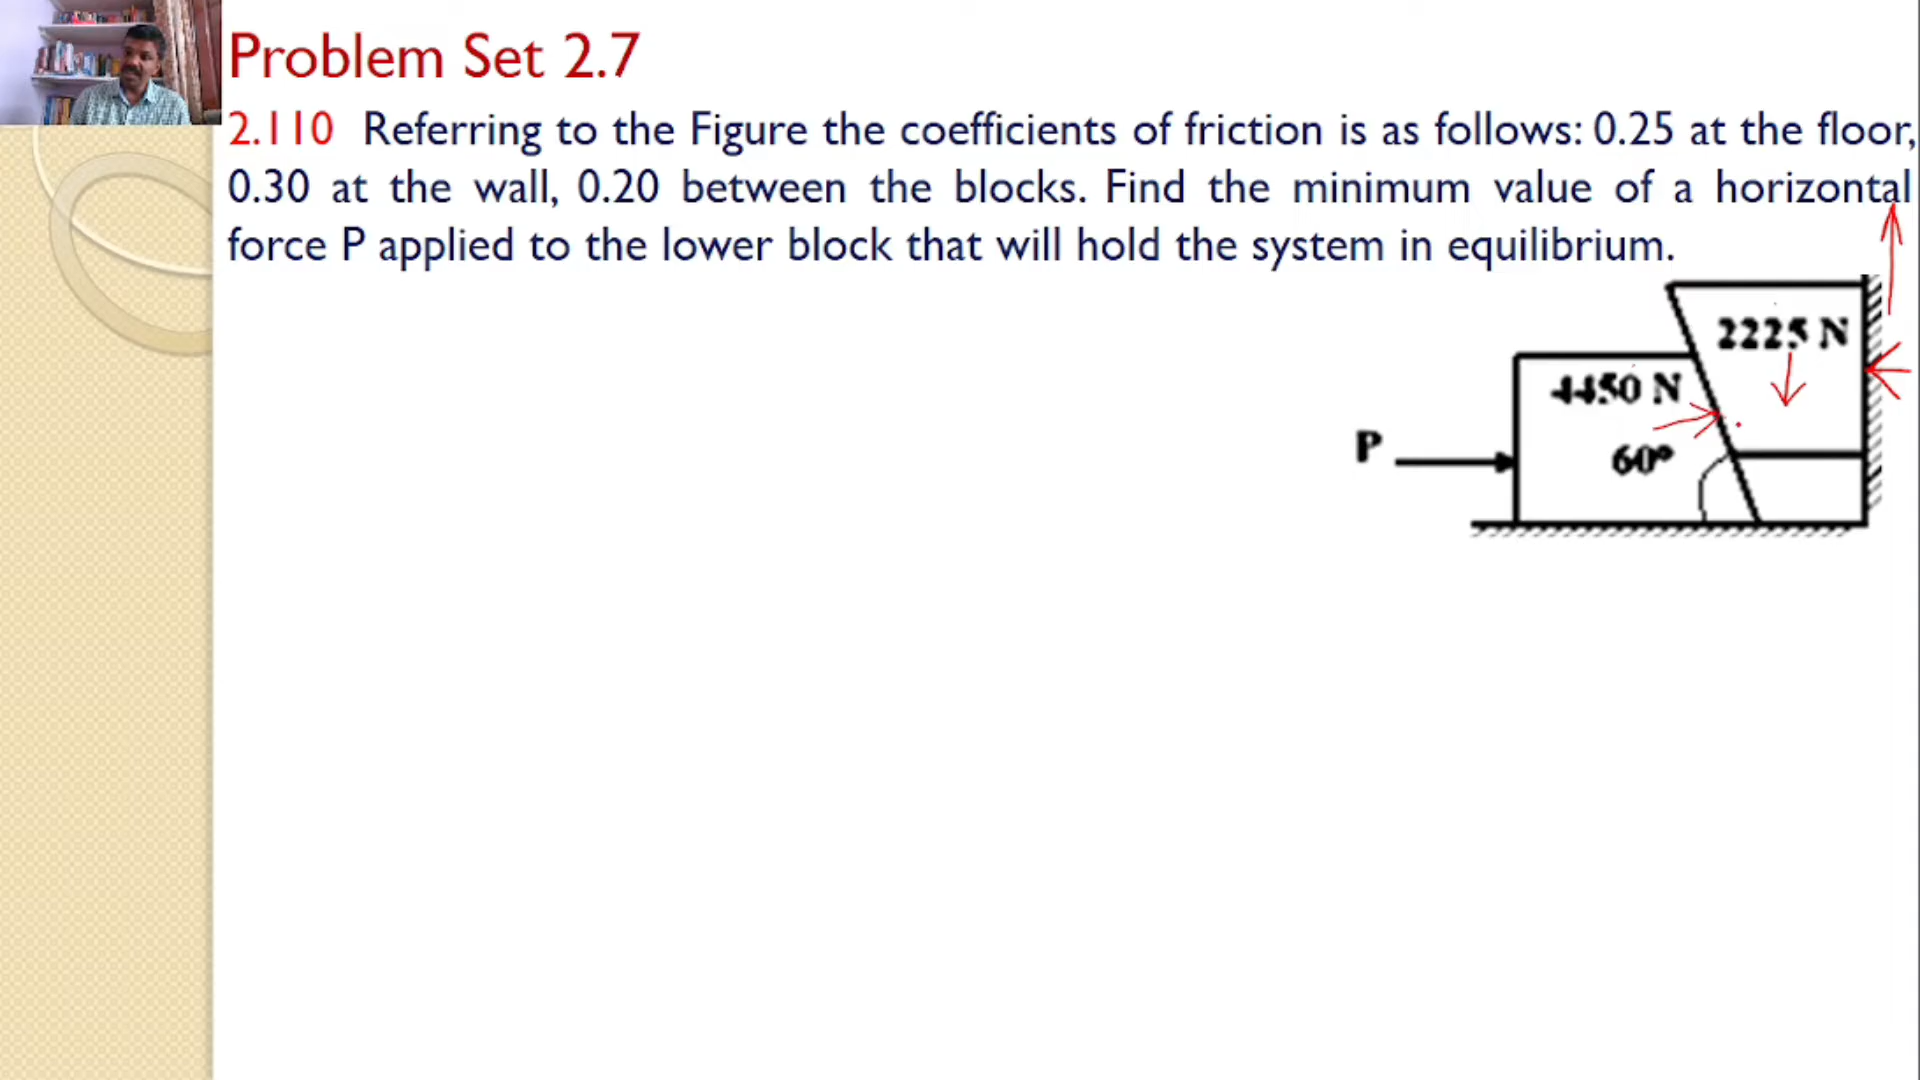 Problem Set 2.7
2.110 Referring to the Figure the coefficients of friction is as follows: 0.25 at the floor,
0.30 at the wall, 0.20 between the blocks. Find the minimum value of a horizontal
force P applied to the lower block that will hold the system in equilibrium.
2225 N
4450 N
P
60°